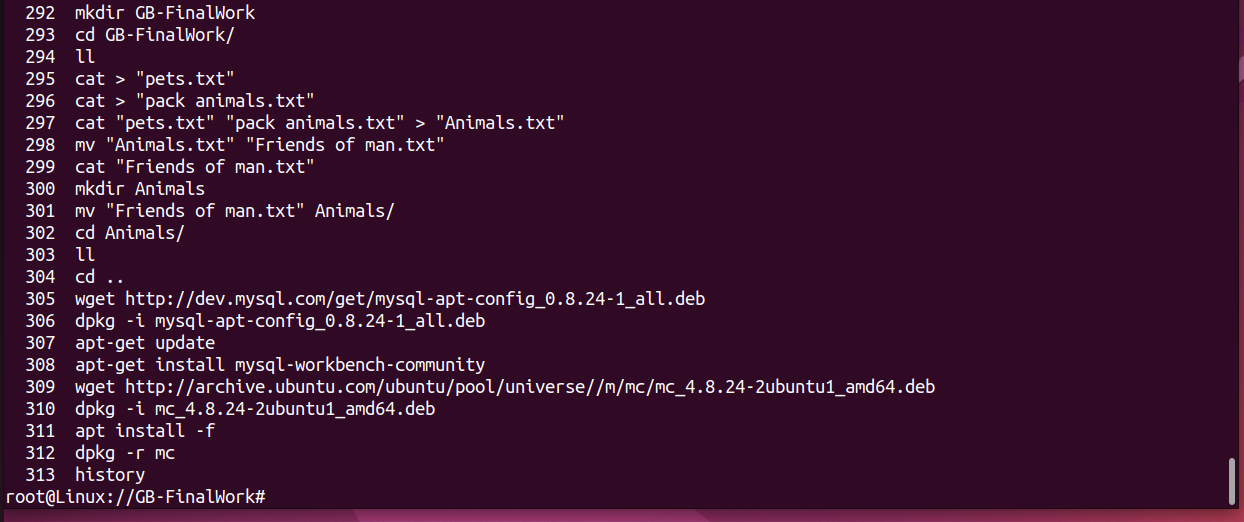 292 mkdir GB-FinalWork
293 cd GB-FinalWork/
294 ll
295 cat > "pets.txt"
296 cat > "pack animals.txt"
297 cat "pets.txt" "pack animals.txt" > "Animals.txt"
298 mv "Animals.txt" "Friends of man.txt"
299 cat "Friends of man.txt"
300 mkdir Animals
301 mv "Friends of man.txt" Animals/
302 cd Animals/
303 ll
304 cd ..
305 wget http://dev.mysql.com/get/mysql-apt-config_0.8.24-1_all.deb
306 dpkg -i mysql-apt-config_0.8.24-1_all.deb
307 apt-get update
308 apt-get install mysql-workbench-community
309 wget http://archive.ubuntu.com/ubuntu/pool/universe//m/mc/mc_4.8.24-2ubuntu1_amd64.deb
310 dpkg -i mc_4.8.24-2ubuntu1_amd64.deb
311 apt install -f
312 dpkg -r mc
313 history
root@Linux://GB-FinalWork#